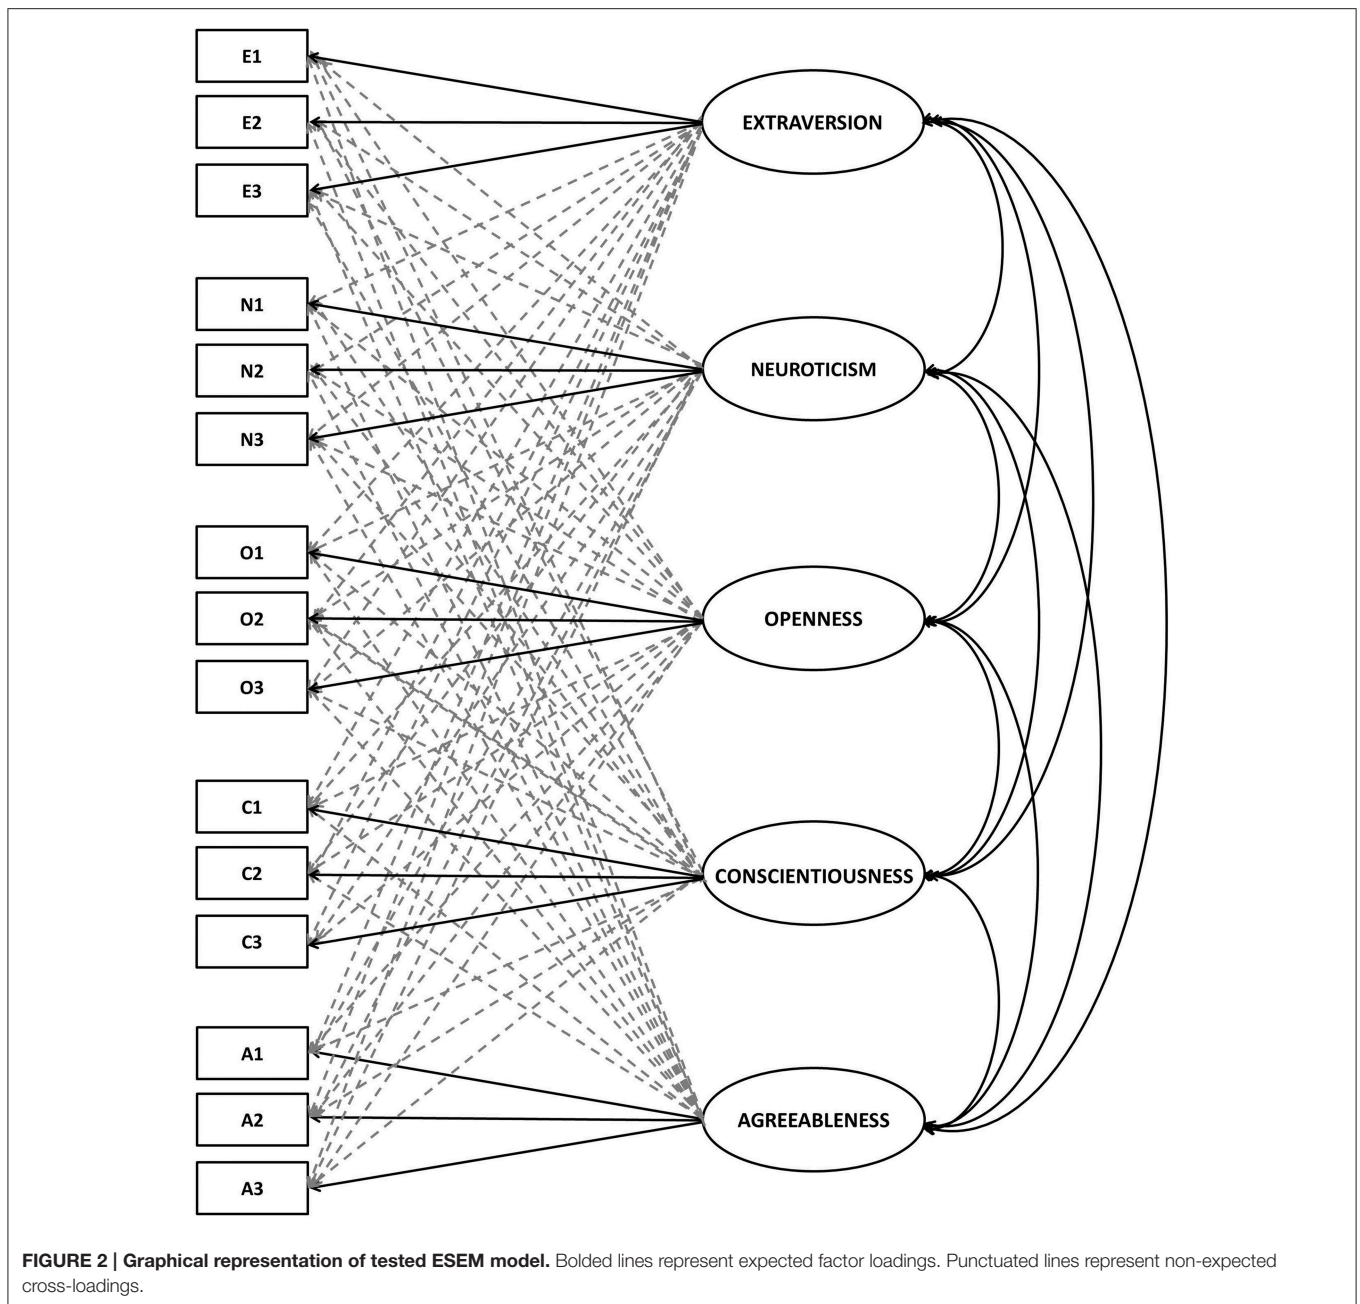 E1
E2
E3
N1
N2
N3
O1
O2
O3
C1
C2
C3
A1
A2
A3
EXTRAVERSION
NEUROTICISM
OPENNESS
CONSCIENTIOUSNESS
AGREEABLENESS
FIGURE 2 | Graphical representation of tested ESEM model. Bolded lines represent expected factor loadings. Punctuated lines represent non-expected
cross-loadings.